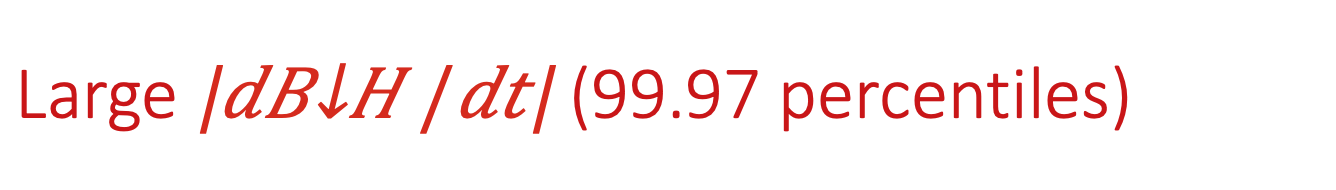 Large |dB↓H / dt| (99.97 percentiles)